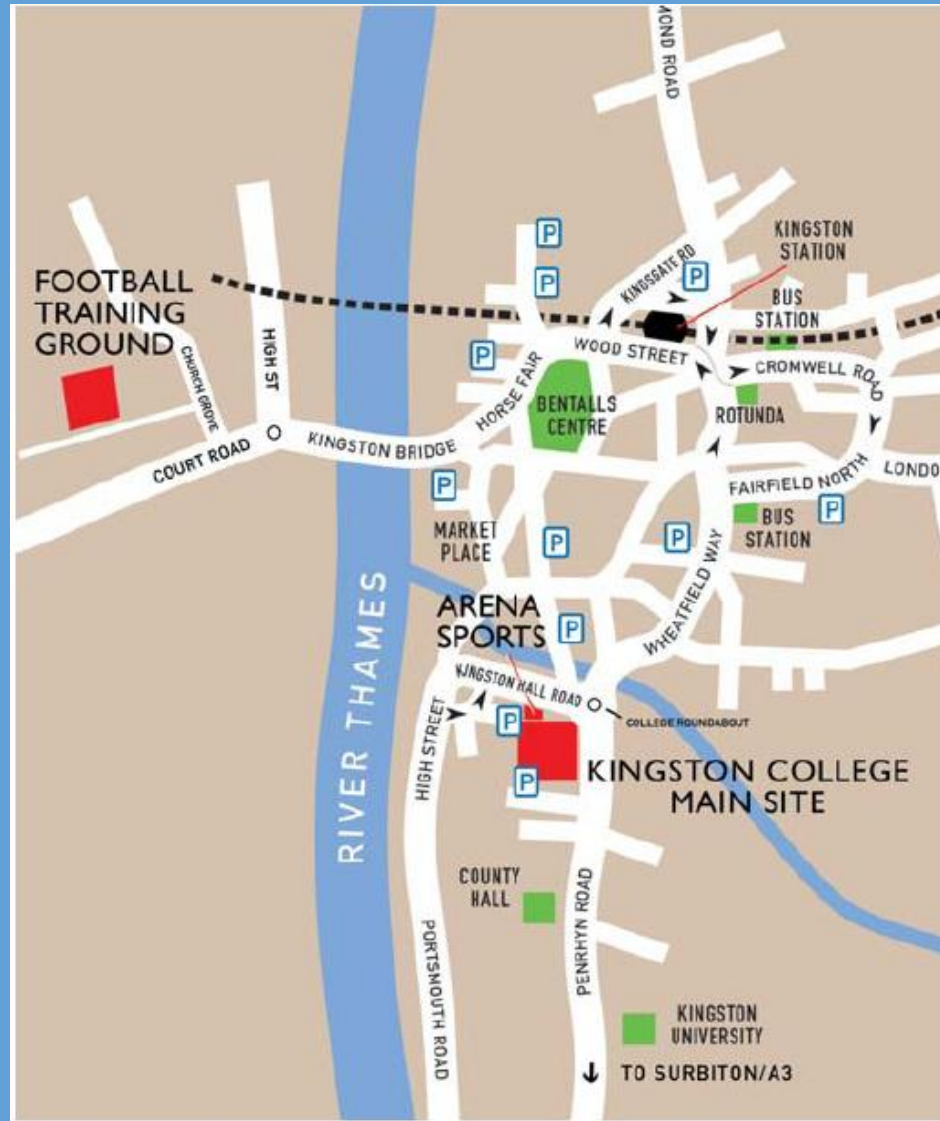 MOND ROAD
KINGSTON
STATION
P
KINGSGATE RD
P
BUS
STATION
P
FOOTBALL
TRAINING
GROUND
HIGH ST
CHURCH GROVE
P
WOOD STREET
CROMWELL ROAD
HORSE FAIR
BENTALLS
CENTRE
ROTUNDA
COURT ROAD
KINGSTON BRIDGE
LONDO
FAIRFIELD NORTH
P
P
BUS
STATION
MARKET
PLACE
P
P
WHEATFIELD WAY
RIVER THAMES
ARENA
SPORTS
P
KINGSTON HALL ROAD
COLLEGE ROUNDABOUT
HIGH STREET
P
P
KINGSTON COLLEGE
MAIN SITE
COUNTY
HALL
PENRHYN ROAD
PORTSMOUTH ROAD
KINGSTON
UNIVERSITY
TO SURBITON/A3